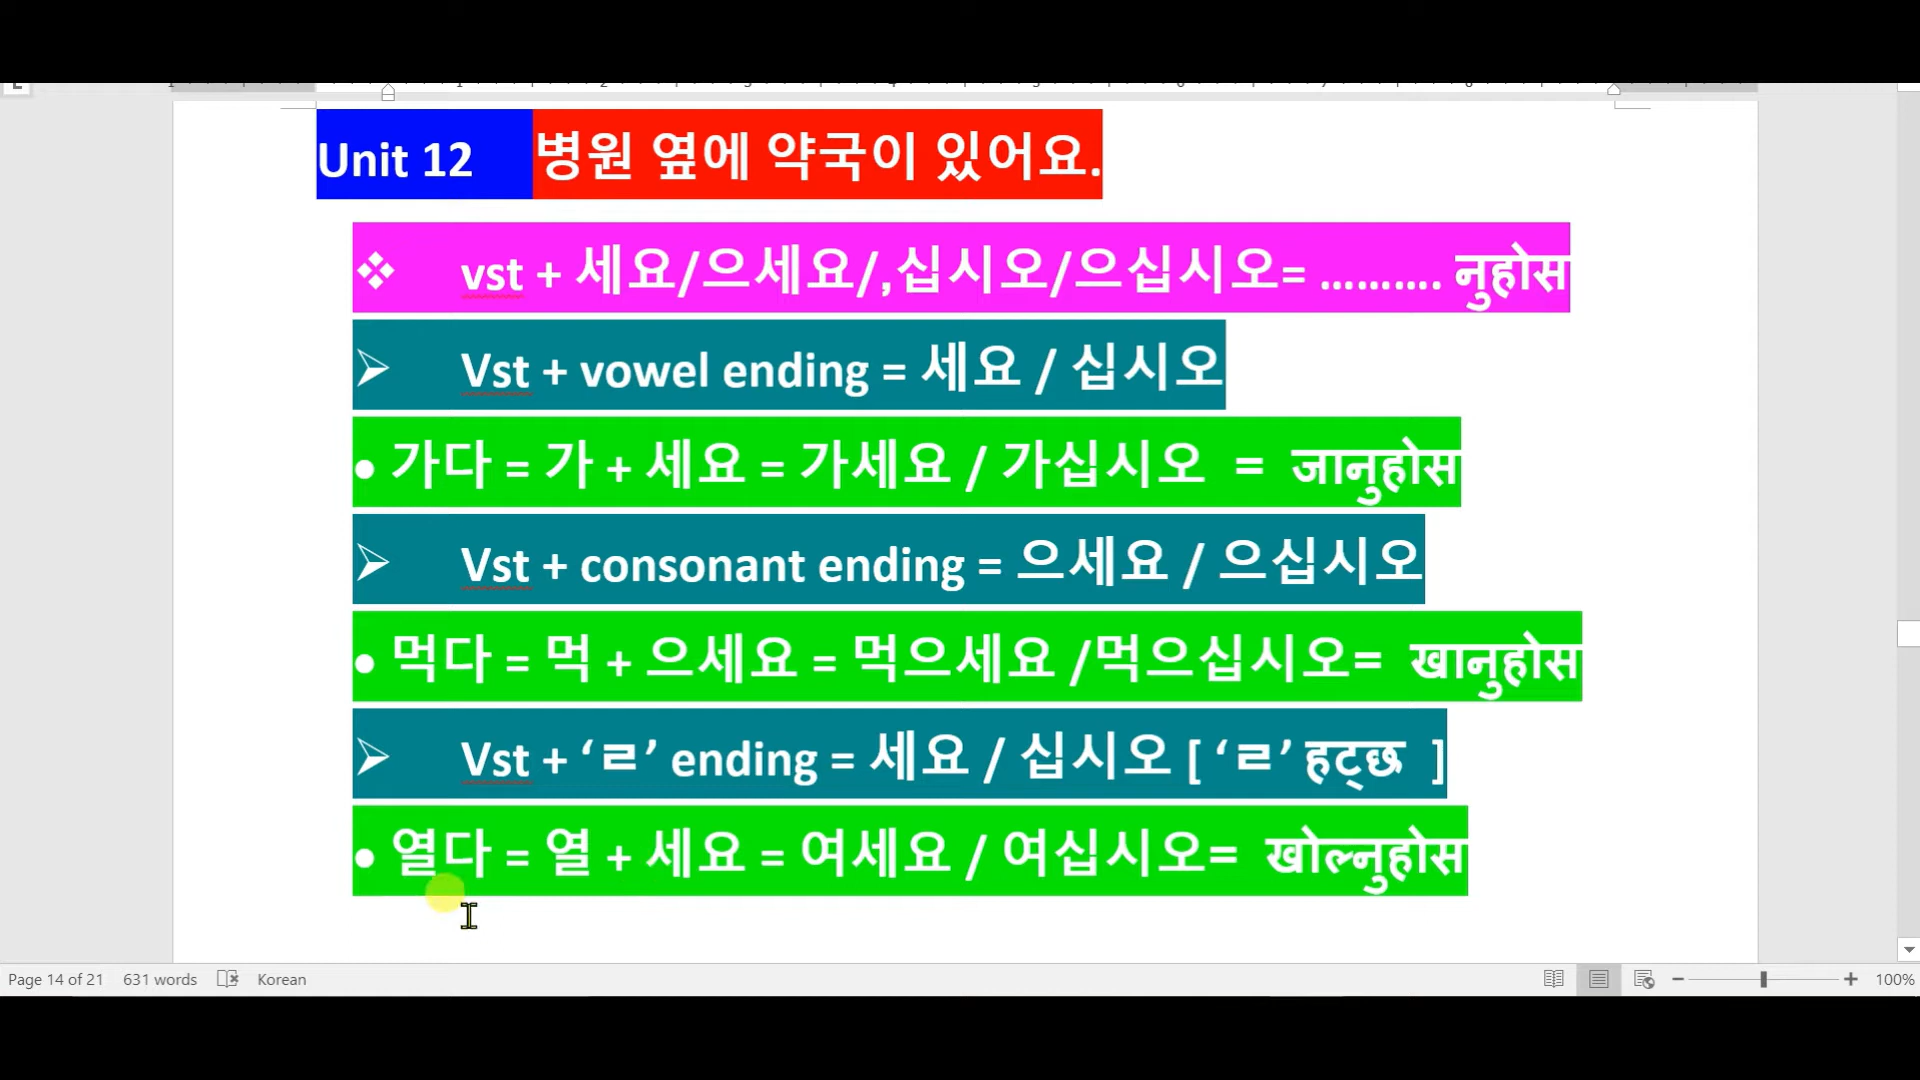 Unit 12 병원 옆에 약국이 있어요.
❖ vst + 세요/으세요/,십시오/으십시오= .......... नुहोस
➢ Vst + vowel ending = 세요 / 십시오
• 가다 = 가 + 세요 = 가세요 / 가십시오 = जानुहोस
➢ Vst + consonant ending = 으세요 / 으십시오
• 먹다 = 먹 + 으세요 = 먹으세요 /먹으십시오= खानुहोस
➢ Vst + ‘ㄹ’ ending = 세요 / 십시오 [ ‘ㄹ’ हट्छ ]
• 열다 = 열 + 세요 = 여세요 / 여십시오= खोल्नुहोस
Page 14 of 21 631 words Korean 100%